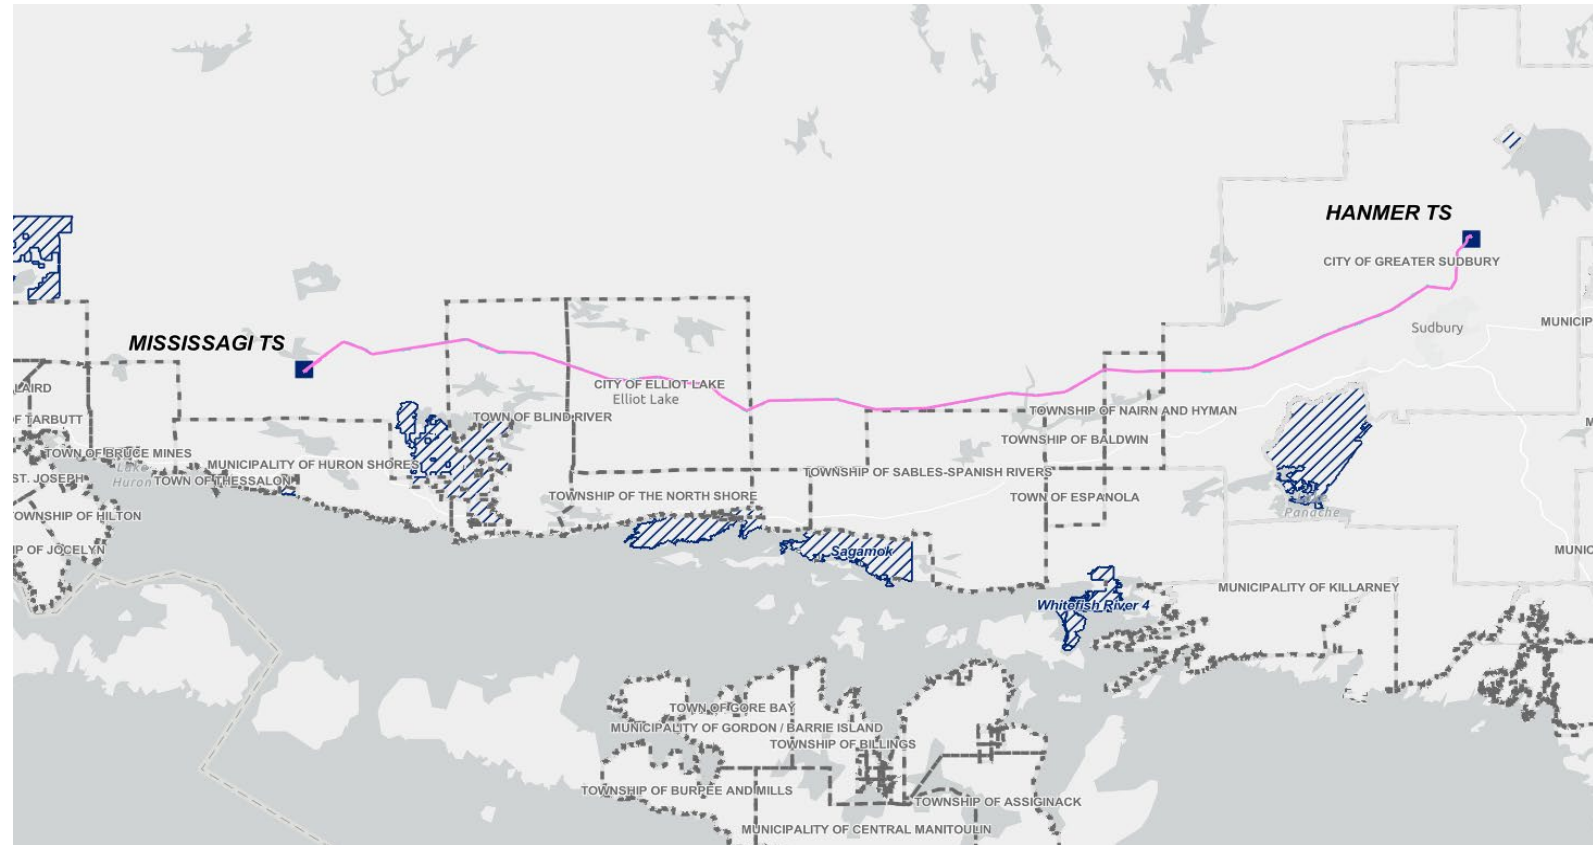 HANMER TS
CITY OF GREATER SUDBURY
MUNICIP
Sudbury
MISSISSAGI TS
LAIRD
CITY OF ELLIOT LAKE
Elliot Lake
OF TARBUTT
TOWN OF BLIND RIVER
TOWNSHIP OF NAIRN AND HYMAN
M
TOWN OF BRUCE MINES
TOWNSHIP OF BALDWIN
MUNICIPALITY OF HURON SHORES
Lake
Huron
ST. JOSEPH
TOWN OF THESSALON
TOWNSHIP OF SABLES-SPANISH RIVERS
TOWNSHIP OF THE NORTH SHORE
TOWN OF ESPANOLA
OWNSHIP OF HILTON
Panache
IP OF JOCELYN
Sagamok
MUNIC
MUNICIPALITY OF KILLARNEY
Whitefish River 4
TOWN OF GORE BAY
MUNICIPALITY OF GORDON / BARRIE ISLAND
TOWNSHIP OF BILLINGS
TOWNSHIP OF BURPEE AND MILLS
TOWNSHIP OF ASSIGINACK
MUNICIPALITY OF CENTRAL MANITOULIN